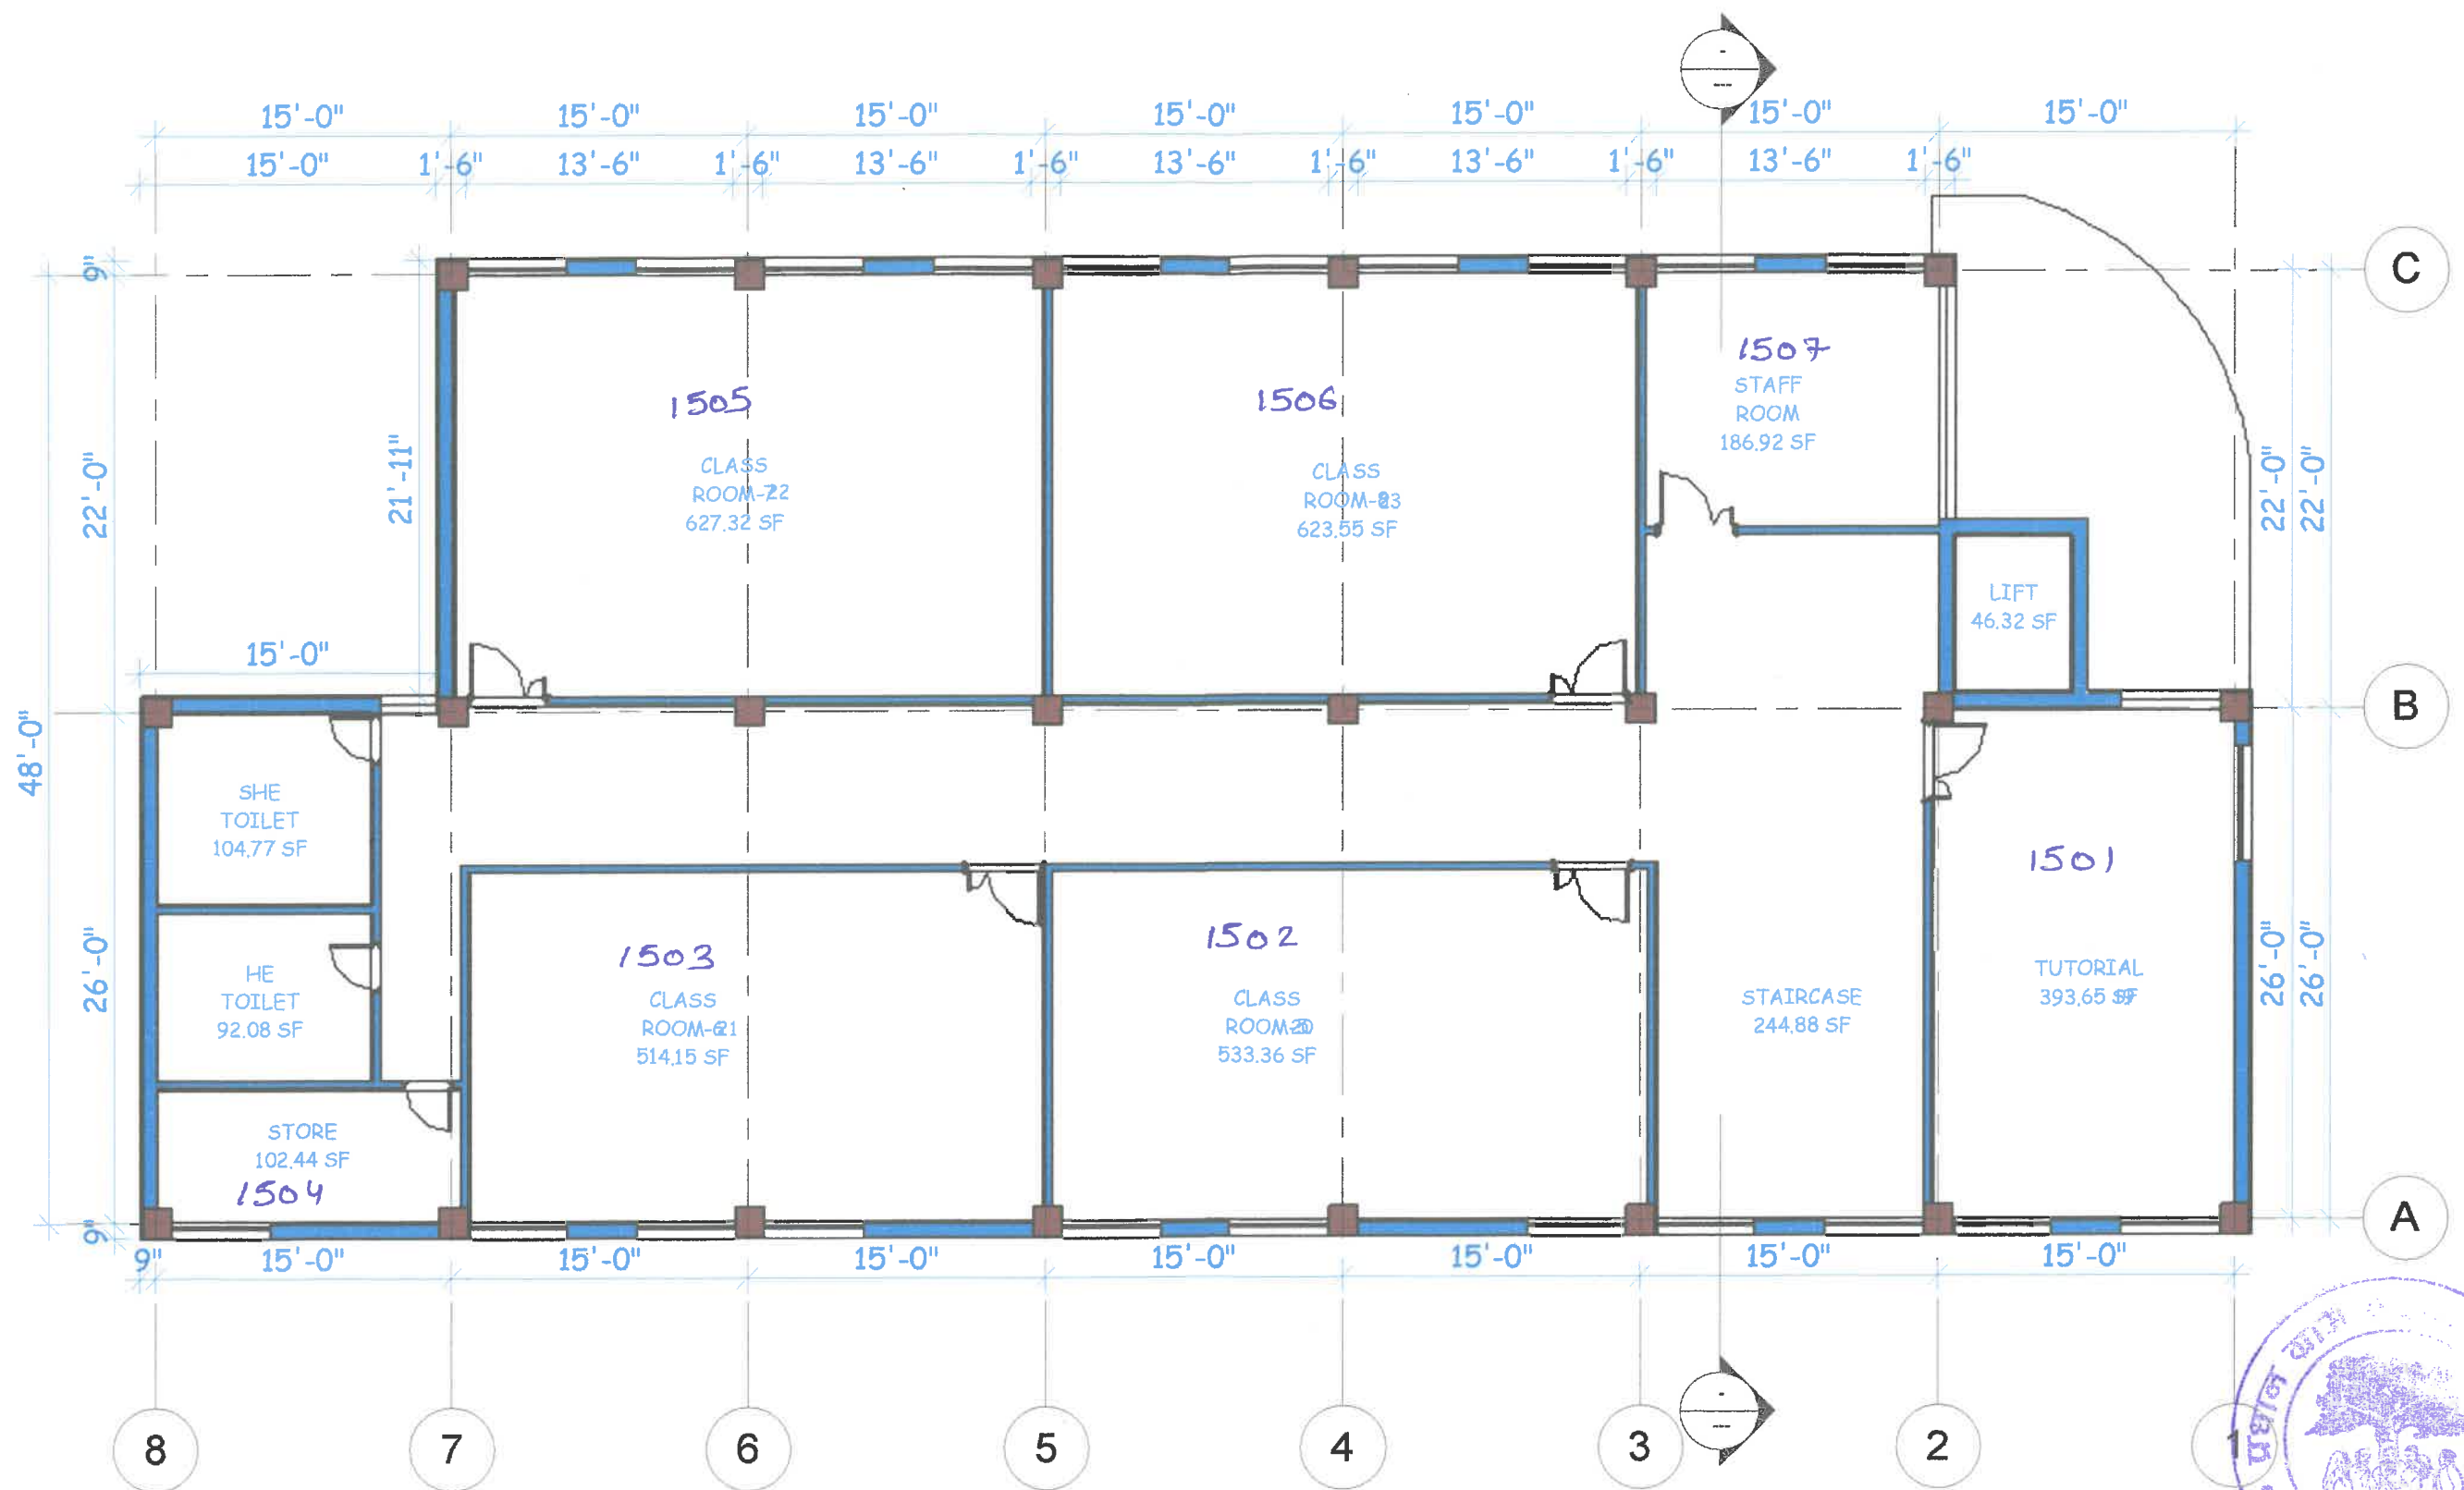 -
---
15'-0" 15'-0" 15'-0" 15'-0" 15'-0" 15'-0" 15'-0"
15'-0" 1'-6" 13'-6" 1'-6" 13'-6" 1'-6" 13'-6" 1'-6" 13'-6" 1'-6" 13'-6" 1'-6"
9"
C
22'-0"
21'-11"
15'-0"
48'-0"
26'-0"
9"
1505
CLASS
627.32 SF
1506
CLASS
623.55 SF
1507
STAFF
ROOM
186.92 SF
LIFT
46.32 SF
22'-0" 22'-0"
B
SHE
TOILET
104.77 SF
HE
TOILET
92.08 SF
STORE
102.44 SF
1504
1503
CLASS
514.15 SF
1502
CLASS
533.36 SF
STAIRCASE
244.88 SF
1501
TUTORIAL
393.65
26'-0" 26'-0"
A
9" 15'-0" 15'-0" 15'-0" 15'-0" 15'-0" 15'-0" 15'-0"
-
---
8 7 6 5 4 3 2 1
प्रधान